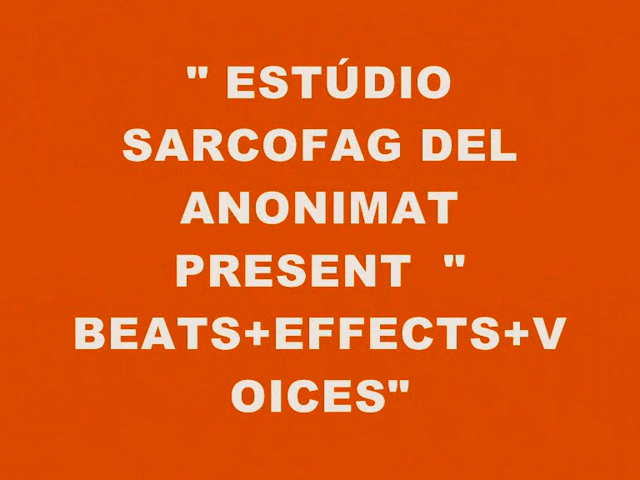 " ESTÚDIO
SARCOFAG DEL
ANONIMAT
PRESENT  "
BEATS+EFFECTS+V
OICES"